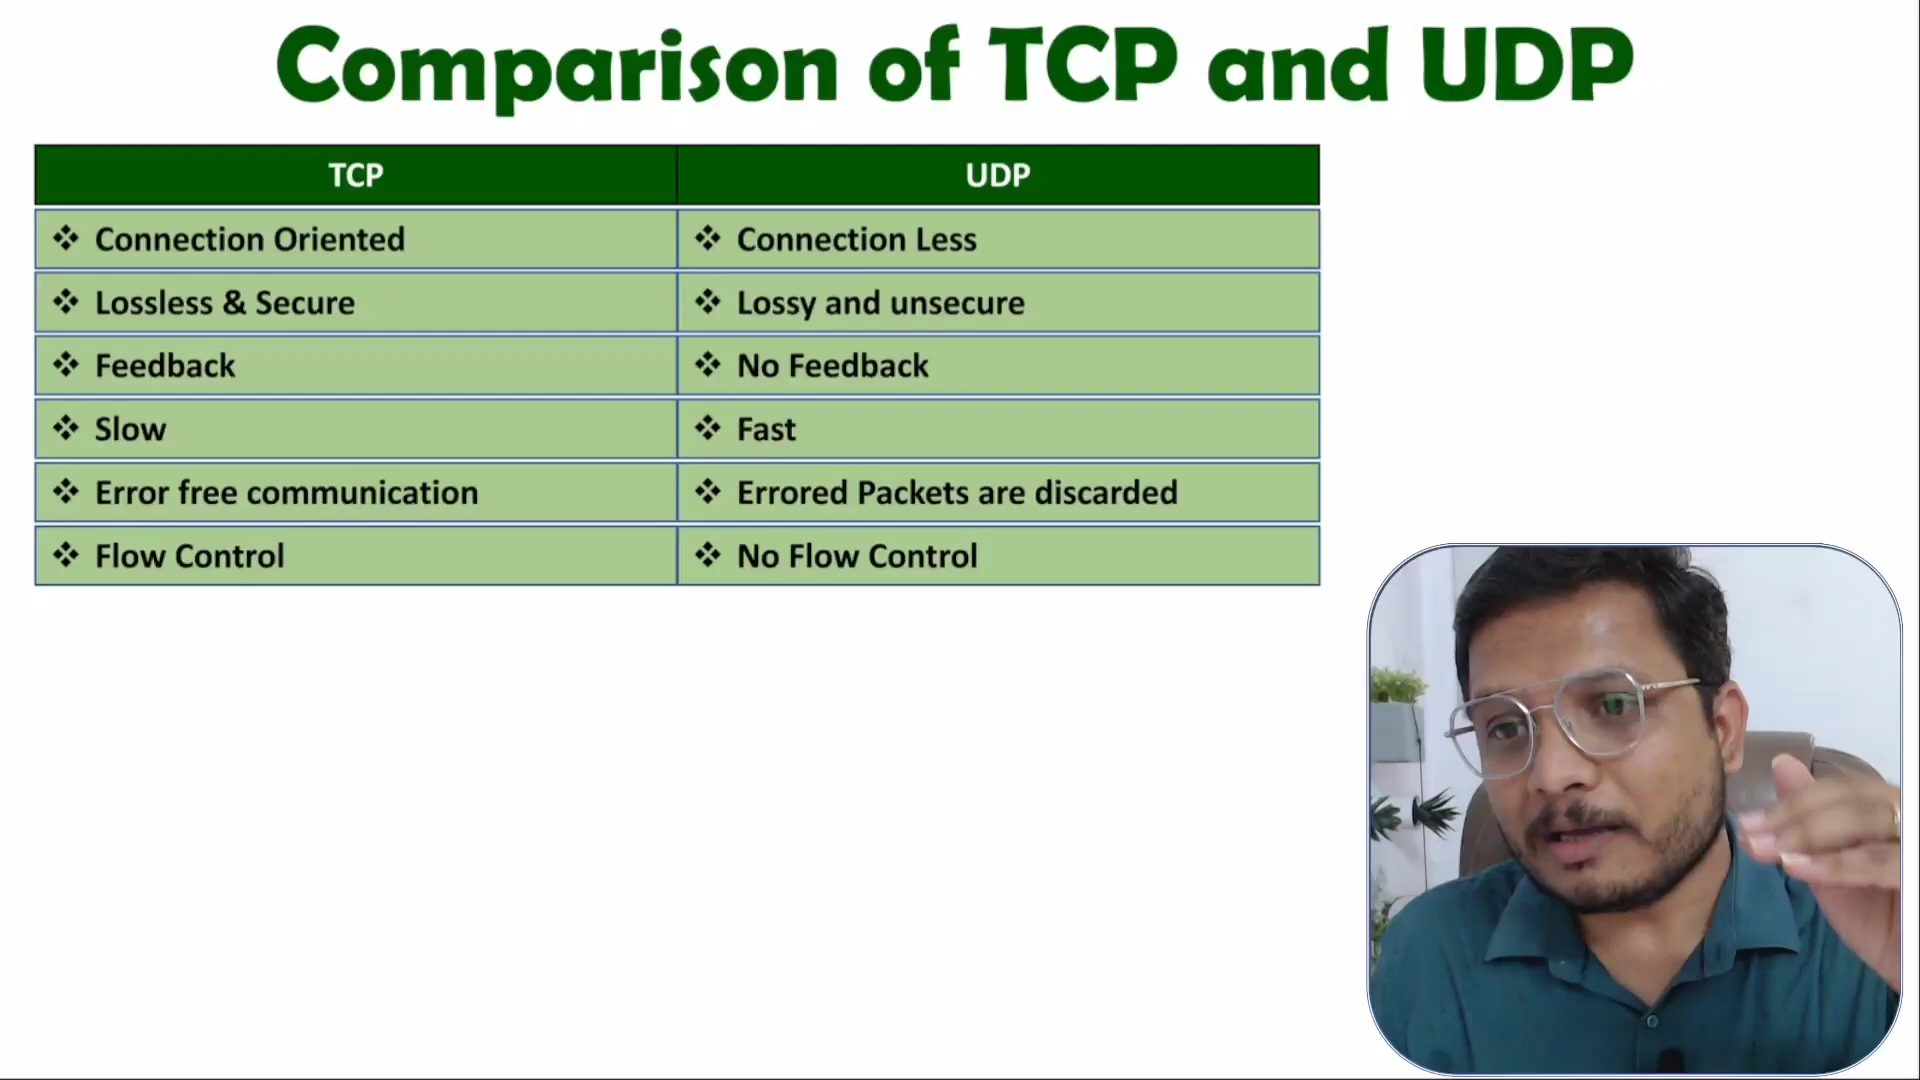 Comparison of TCP and UDP
TCP
UDP
❖ Connection Oriented
❖ Connection Less
❖ Lossless & Secure
❖ Lossy and unsecure
❖ Feedback
❖ No Feedback
❖ Slow
❖ Fast
❖ Error free communication
❖ Errored Packets are discarded
❖ Flow Control
❖ No Flow Control